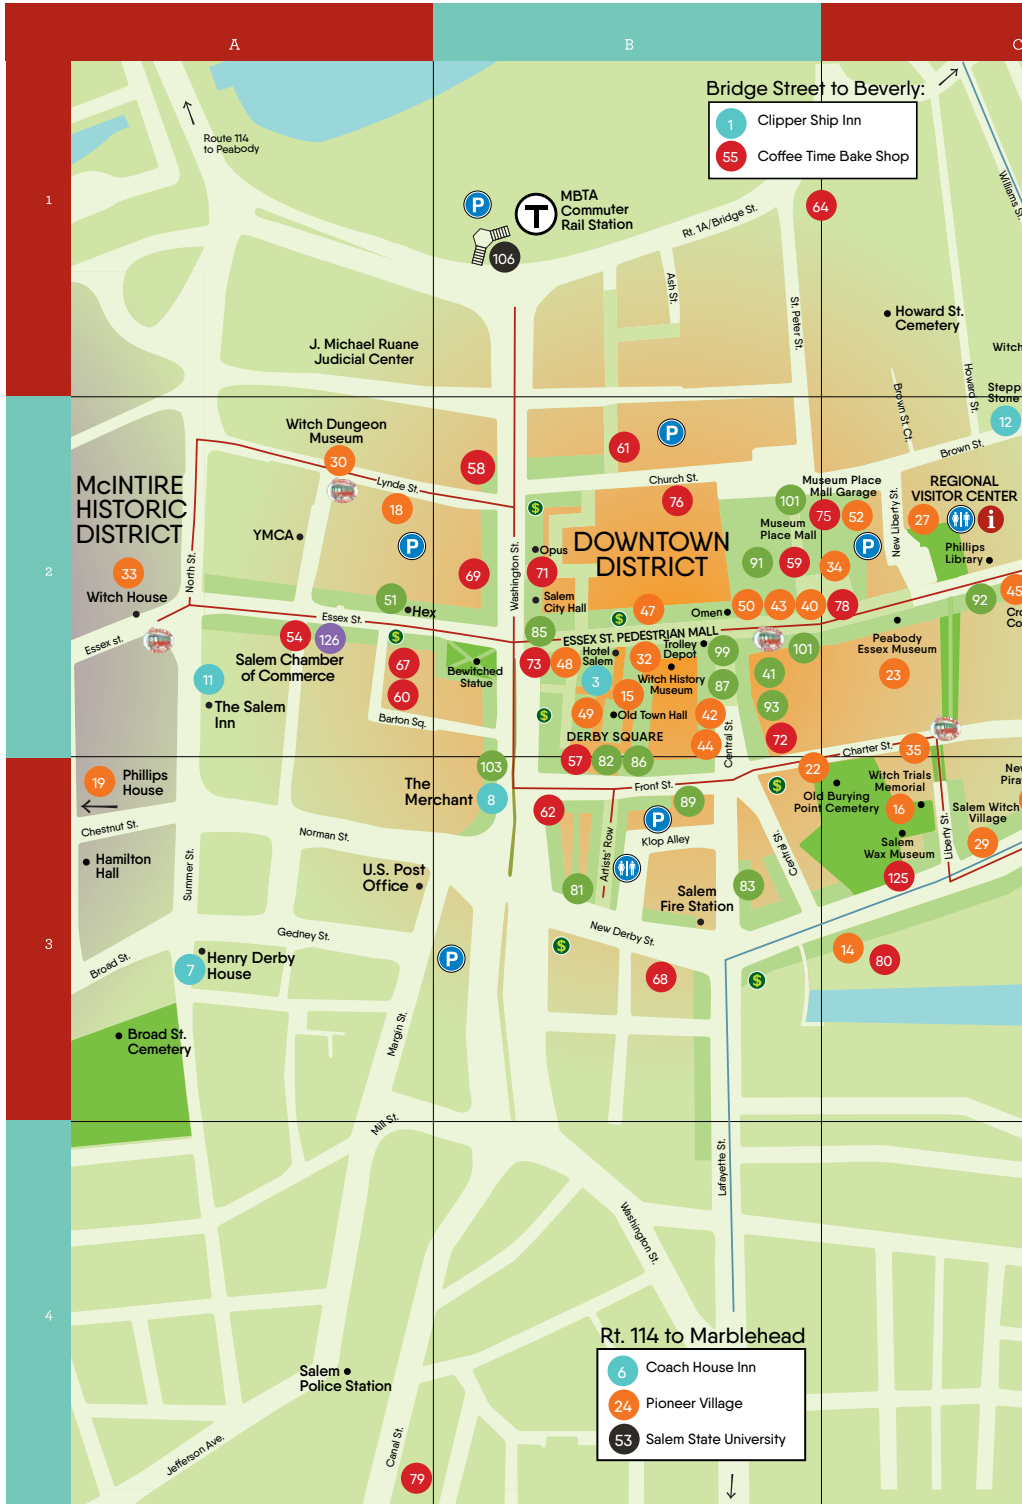 A
B
C
Bridge Street to Beverly:
1
Clipper Ship Inn
55
Coffee Time Bake Shop
Route 114
to Peabody
1
P
T
MBTA
Commuter
Rail Station
106
Rt. 1A/Bridge St.
64
Williams St.
Ash St.
St. Peter St.
Howard St.
Cemetery
J. Michael Ruane
Judicial Center
Witch
Howard St.
Brown St. Ct.
Stepp
Stone
12
Brown St.
Witch Dungeon
Museum
30
58
61
P
Lynde St.
18
Church St.
76
McINTIRE
HISTORIC
DISTRICT
REGIONAL
VISITOR CENTER
27
i
Museum Place
Mall Garage
101
75
52
Museum
Place Mall
New Liberty St.
$
YMCA
P
Opus
DOWNTOWN
DISTRICT
P
Phillips
Library
2
33
Witch House
North St.
69
Washington St.
71
91
59
34
Salem
City Hall
51
Hex
47
Omen
50
43
40
78
92
45
Cro
Co
Essex St.
Essex st.
54
126
$
85
$
ESSEX ST. PEDESTRIAN MALL
Peabody
Essex Museum
23
Salem Chamber
of Commerce
67
60
Bewitched
Statue
73
48
Hotel
Salem
32
Trolley
Depot
99
101
3
Witch History
Museum
87
41
11
The Salem
Inn
15
93
Barton Sq.
$
49
Old Town Hall
42
DERBY SQUARE
44
Central St.
72
Charter St.
35
103
57
82
86
22
19
Phillips
House
The
Merchant
8
Front St.
$
Old Burying
Point Cemetery
Witch Trials
Memorial
16
New
Pirat
Salem Witch
Village
29
62
89
P
Klop Alley
Chestnut St.
Norman St.
Artists' Row
Central St.
Salem
Wax Museum
Liberty St.
Hamilton
Hall
Summer St.
U.S. Post
Office
81
83
125
Salem
Fire Station
3
Gedney St.
New Derby St.
Broad St.
Henry Derby
House
7
P
$
68
$
14
80
Broad St.
Cemetery
Margin St.
Mill St.
Lafayette St.
Washington St.
4
Rt. 114 to Marblehead
6
Coach House Inn
24
Pioneer Village
53
Salem State University
Salem
Police Station
Jefferson Ave.
Canal St.
79